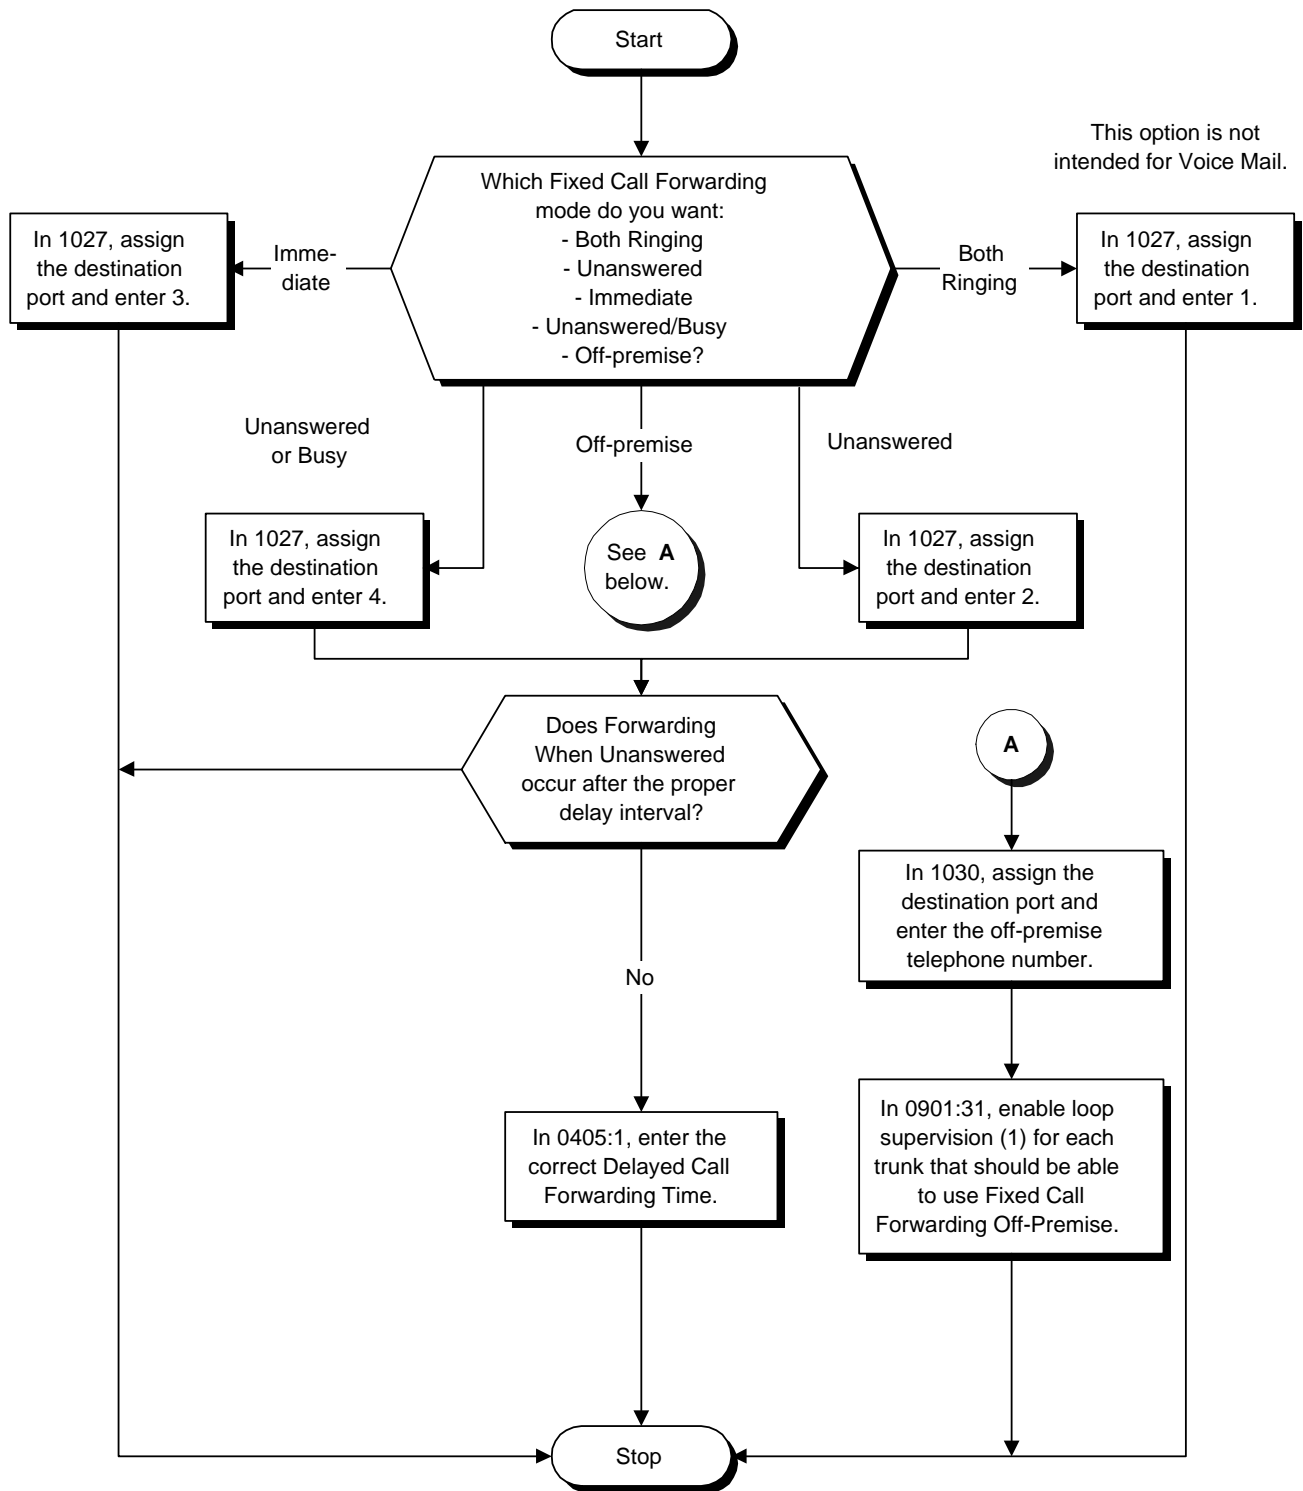 Start
This option is not
intended for Voice Mail.
Which Fixed Call Forwarding
mode do you want:
- Both Ringing
- Unanswered
- Immediate
- Unanswered/Busy
- Off-premise?
In 1027, assign
the destination
port and enter 3.
Imme-
diate
Both
Ringing
In 1027, assign
the destination
port and enter 1.
Unanswered
or Busy
Off-premise
Unanswered
In 1027, assign
the destination
port and enter 4.
See A
below.
In 1027, assign
the destination
port and enter 2.
Does Forwarding
When Unanswered
occur after the proper
delay interval?
A
In 1030, assign the
destination port and
enter the off-premise
telephone number.
No
In 0405:1, enter the
correct Delayed Call
Forwarding Time.
In 0901:31, enable loop
supervision (1) for each
trunk that should be able
to use Fixed Call
Forwarding Off-Premise.
Stop